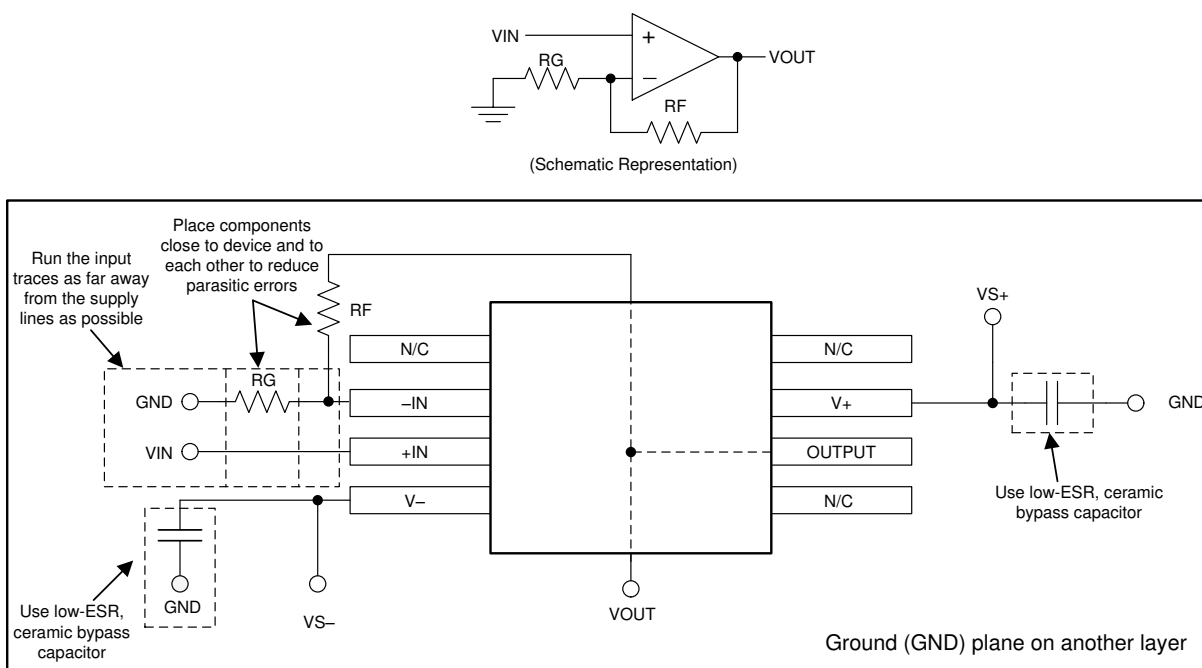 VIN
+
VOUT
RG
−
RF
(Schematic Representation)
Place components
close to device and to
each other to reduce
parasitic errors
Run the input
traces as far away
from the supply
lines as possible
RF
VS+
N/C
N/C
RG
GND
–IN
V+
GND
VIN
+IN
OUTPUT
V–
N/C
Use low-ESR, ceramic
bypass capacitor
GND
Use low-ESR,
ceramic bypass
capacitor
VS–
VOUT
Ground (GND) plane on another layer